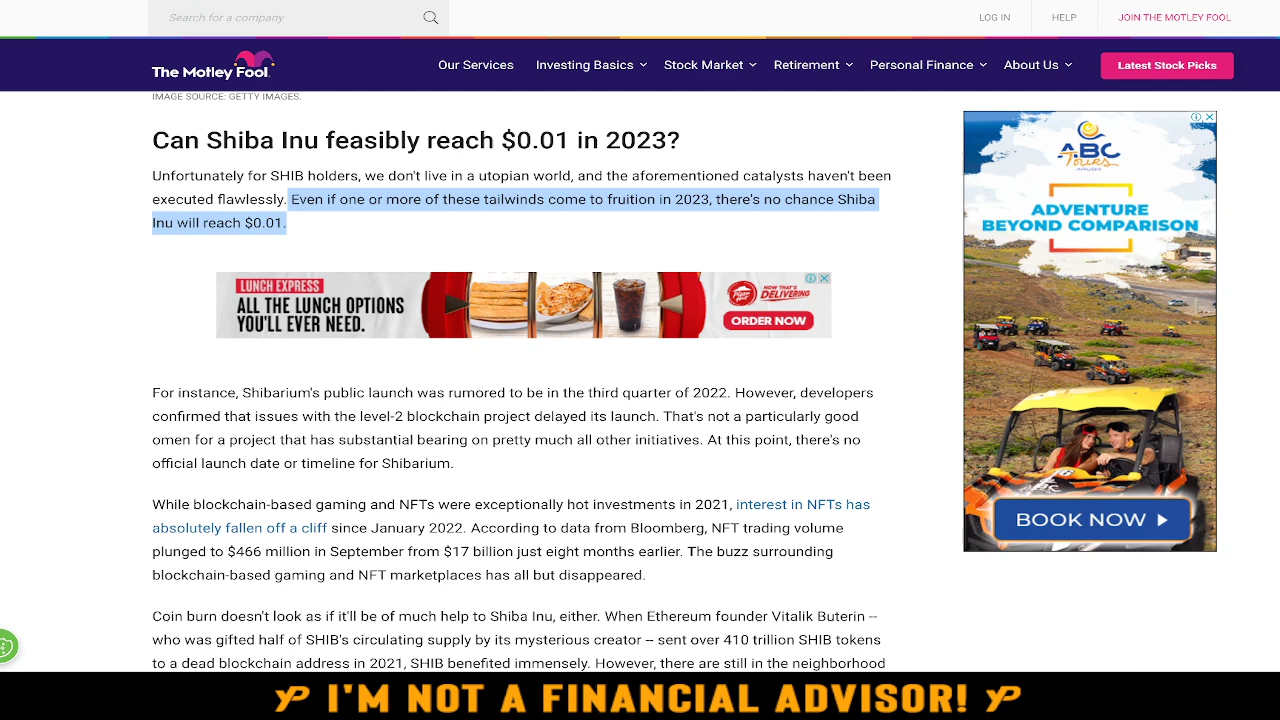 Search for a company
LOG IN
HELP
JOIN THE MOTLEY FOOL
The Motley Fool.
Our Services
Investing Basics
Stock Market
Retirement
Personal Finance
About Us
Latest Stock Picks
IMAGE SOURCE: GETTY IMAGES.
Can Shiba Inu feasibly reach $0.01 in 2023?
Unfortunately for SHIB holders, we don't live in a utopian world, and the aforementioned catalysts haven't been
executed flawlessly. Even if one or more of these tailwinds come to fruition in 2023, there's no chance Shiba
Inu will reach $0.01.
LUNCH EXPRESS
ALL THE LUNCH OPTIONS
YOU'LL EVER NEED.
Pizza Hut
NOW THAT'S
DELIVERING
ORDER NOW
For instance, Shibarium's public launch was rumored to be in the third quarter of 2022. However, developers
confirmed that issues with the level-2 blockchain project delayed its launch. That's not a particularly good
omen for a project that has substantial bearing on pretty much all other initiatives. At this point, there's no
official launch date or timeline for Shibarium.
While blockchain-based gaming and NFTs were exceptionally hot investments in 2021, interest in NFTs has
absolutely fallen off a cliff since January 2022. According to data from Bloomberg, NFT trading volume
plunged to $466 million in September from $17 billion just eight months earlier. The buzz surrounding
blockchain-based gaming and NFT marketplaces has all but disappeared.
Coin burn doesn't look as if it'll be of much help to Shiba Inu, either. When Ethereum founder Vitalik Buterin --
who was gifted half of SHIB's circulating supply by its mysterious creator -- sent over 410 trillion SHIB tokens
to a dead blockchain address in 2021, SHIB benefited immensely. However, there are still in the neighborhood
ABC
Tours
ADVENTURE
BEYOND COMPARISON
BOOK NOW
YP I'M NOT A FINANCIAL ADVISOR! YP